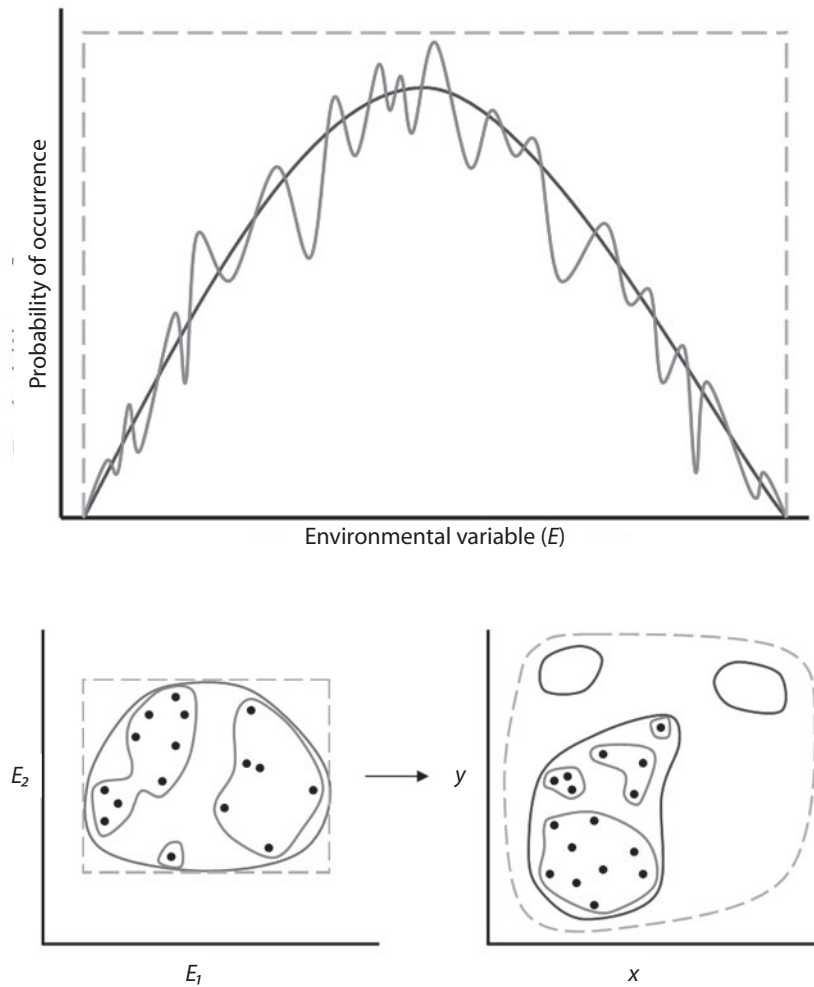 Probability of occurrence
Environmental variable (E)
E₂
E₁
y
x